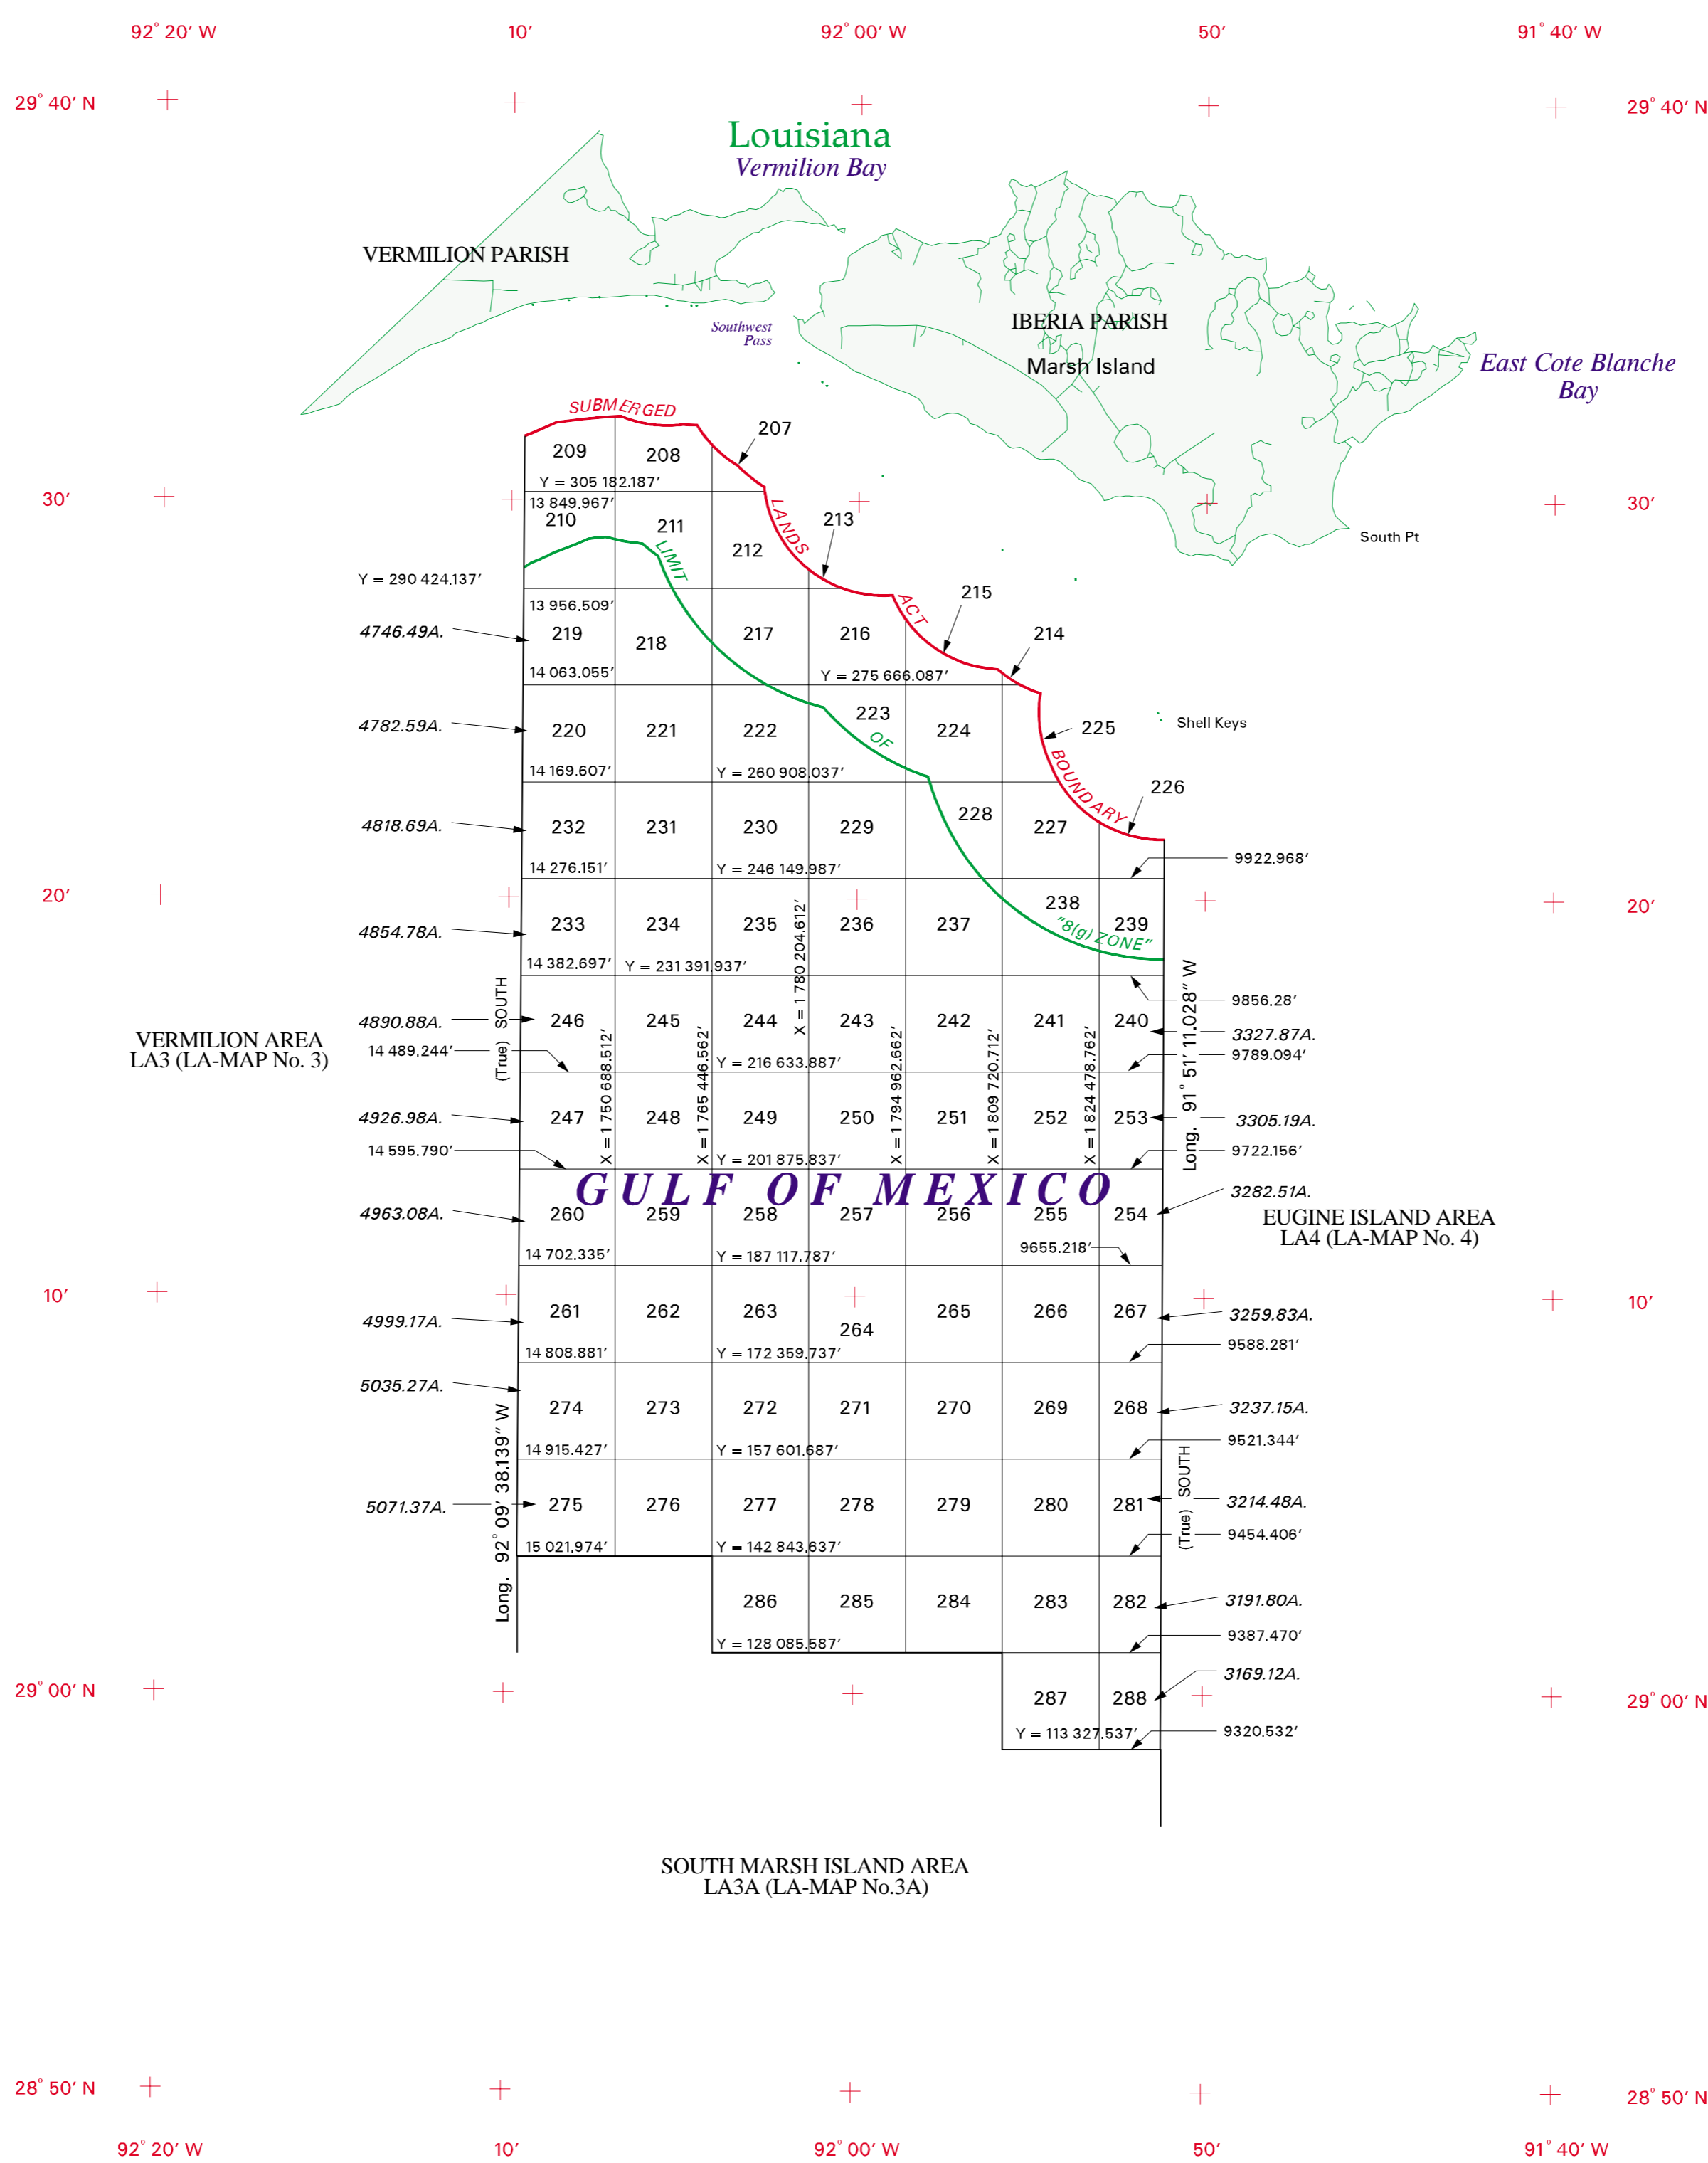 92° 20′ W 10′ 92° 00′ W 50′ 91° 40′ W
29° 40′ N 29° 40′ N
Louisiana
Vermilion Bay
VERMILION PARISH
Southwest
Pass
IBERIA PARISH
Marsh Island
East Cote Blanche
Bay
SUBMERGED
207
209 208
Y = 305 182.187′
30′ 30′
13 849.967′
LANDS
210 211 212 213
South Pt
LIMIT
Y = 290 424.137′
ACT
215
13 956.509′
4746.49A.
219 218 217 216 214
14 063.055′ Y = 275 666.087′
Shell Keys
4782.59A.
220 221 222 223 224 225
OF
BOUNDARY
14 169.607′ Y = 260 908.037′
226
4818.69A.
232 231 230 229 228 227
14 276.151′ Y = 246 149.987′
9922.968′
20′ 20′
4854.78A.
233 234 235 236 237 238 239
"8(g) ZONE"
14 382.697′ Y = 231 391.937′
X = 1 780 204.612′
(True) SOUTH
Long. 91° 51′ 11.028″ W
9856.28′
VERMILION AREA
LA3 (LA-MAP No. 3)
4890.88A.
246 245 244 243 242 241 240
3327.87A.
14 489.244′ Y = 216 633.887′
9789.094′
X = 1 750 688.512′
X = 1 765 446.562′
X = 1 794 962.662′
X = 1 809 720.712′
X = 1 824 478.762′
4926.98A.
247 248 249 250 251 252 253
3305.19A.
14 595.790′ Y = 201 875.837′
9722.156′
GULF OF MEXICO
3282.51A.
4963.08A.
260 259 258 257 256 255 254
EUGINE ISLAND AREA
LA4 (LA-MAP No. 4)
14 702.335′ Y = 187 117.787′ 9655.218′
10′ 10′
4999.17A.
261 262 263 264 265 266 267
3259.83A.
14 808.881′ Y = 172 359.737′
9588.281′
5035.27A.
274 273 272 271 270 269 268
3237.15A.
14 915.427′ Y = 157 601.687′
9521.344′
Long. 92° 09′ 38.139″ W
(True) SOUTH
5071.37A.
275 276 277 278 279 280 281
3214.48A.
15 021.974′ Y = 142 843.637′
9454.406′
286 285 284 283 282
3191.80A.
Y = 128 085.587′
9387.470′
29° 00′ N 29° 00′ N
287 288
3169.12A.
Y = 113 327.537′
9320.532′
SOUTH MARSH ISLAND AREA
LA3A (LA-MAP No.3A)
28° 50′ N 28° 50′ N
92° 20′ W 10′ 92° 00′ W 50′ 91° 40′ W